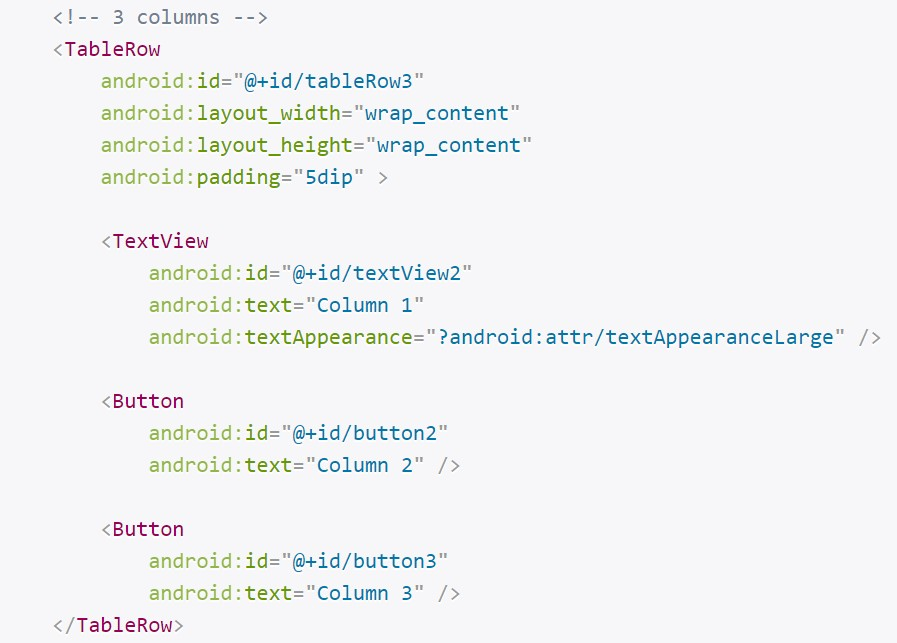 <!-- 3 columns -->
<TableRow
android:id="@+id/tableRow3"
android:layout_width="wrap_content"
android:layout_height="wrap_content"
android:padding="5dip" >
<TextView
android:id="@+id/textView2"
android:text="Column 1"
android:textAppearance="?android:attr/textAppearanceLarge" />
<Button
android:id="@+id/button2"
android:text="Column 2" />
<Button
android:id="@+id/button3"
android:text="Column 3" />
</TableRow>